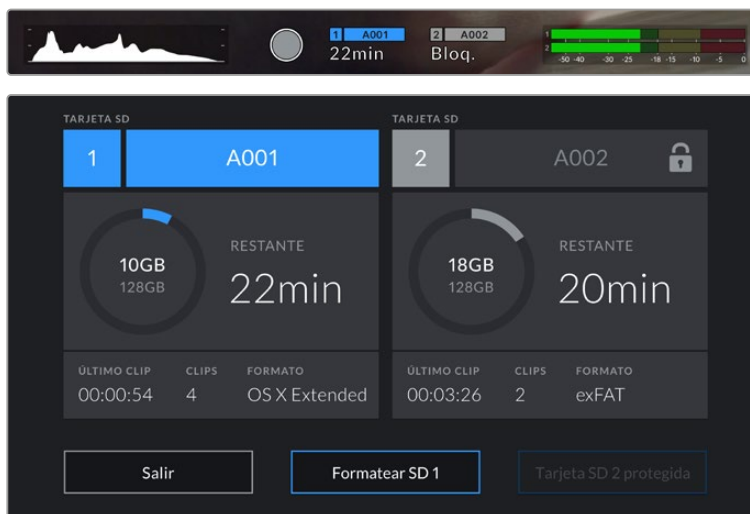 1 A001 2 A002
22min Bloq.
1
2
-50 -40 -30 -25 -18 -15 -10 -5 0
TARJETA SD TARJETA SD
1 A001 2 A002
10GB
128GB
RESTANTE
22min
18GB
128GB
RESTANTE
20min
ÚLTIMO CLIP CLIPS FORMATO ÚLTIMO CLIP CLIPS FORMATO
00:00:54 4 OS X Extended 00:03:26 2 exFAT
Salir Formatear SD 1 Tarjeta SD 2 protegida